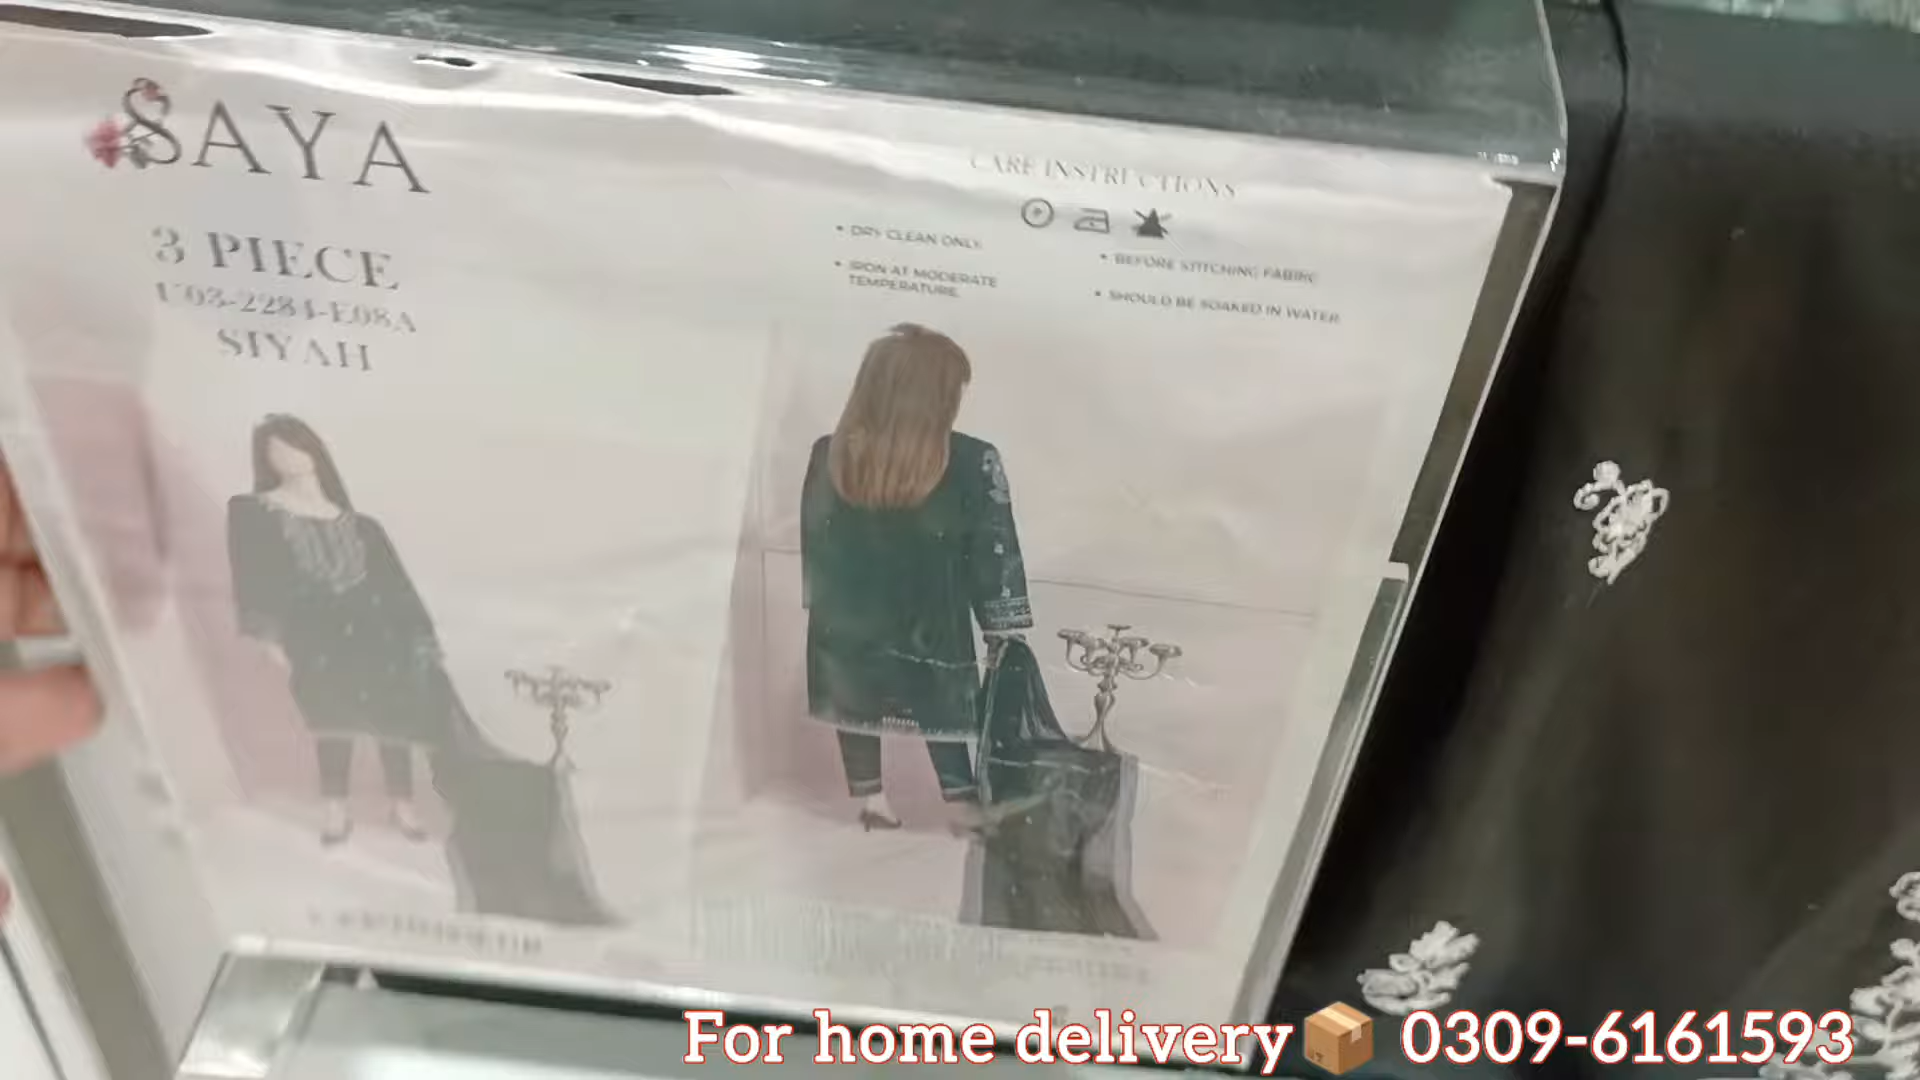 SAYA
3 PIECE
SIYAH
CARE INSTRUCTIONS
• DRY CLEAN ONLY.
• IRON AT MODERATE
TEMPERATURE.
• BEFORE STITCHING FABIRC
• SHOULD BE SOAKED IN WATER
For home delivery📦 0309-6161593